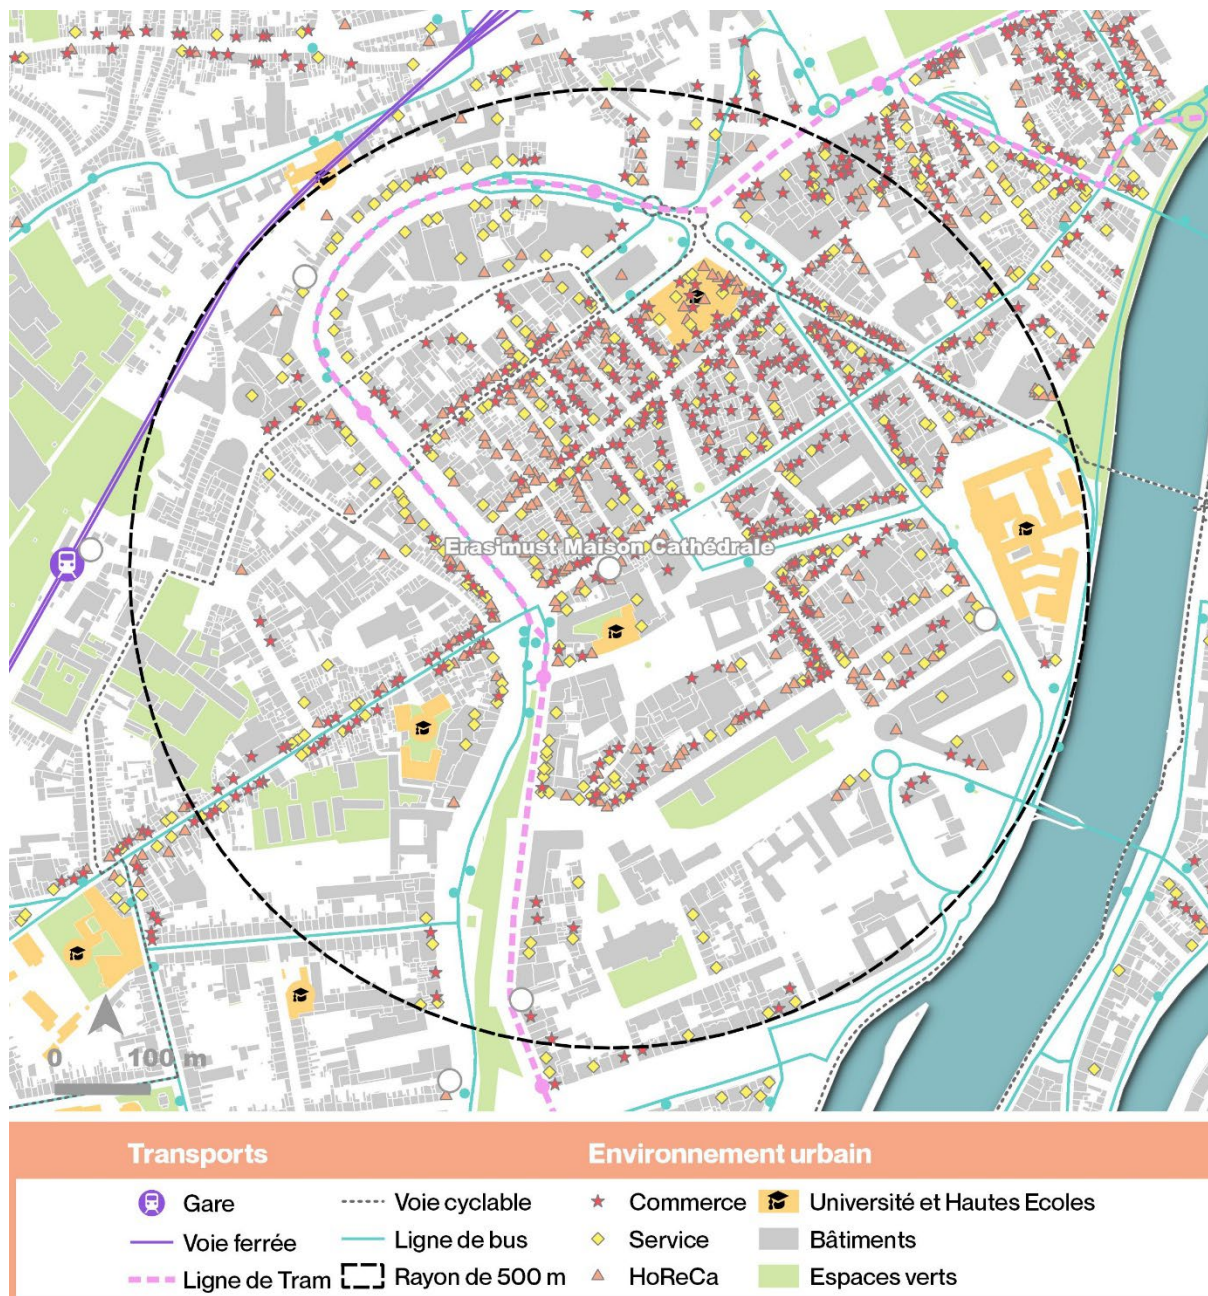 Eras'must Maison Cathédrale
0 100 m
Transports
Environnement urbain
Gare
Voie cyclable
Commerce
Université et Hautes Ecoles
Voie ferrée
Ligne de bus
Service
Bâtiments
Ligne de Tram
Rayon de 500 m
HoReCa
Espaces verts